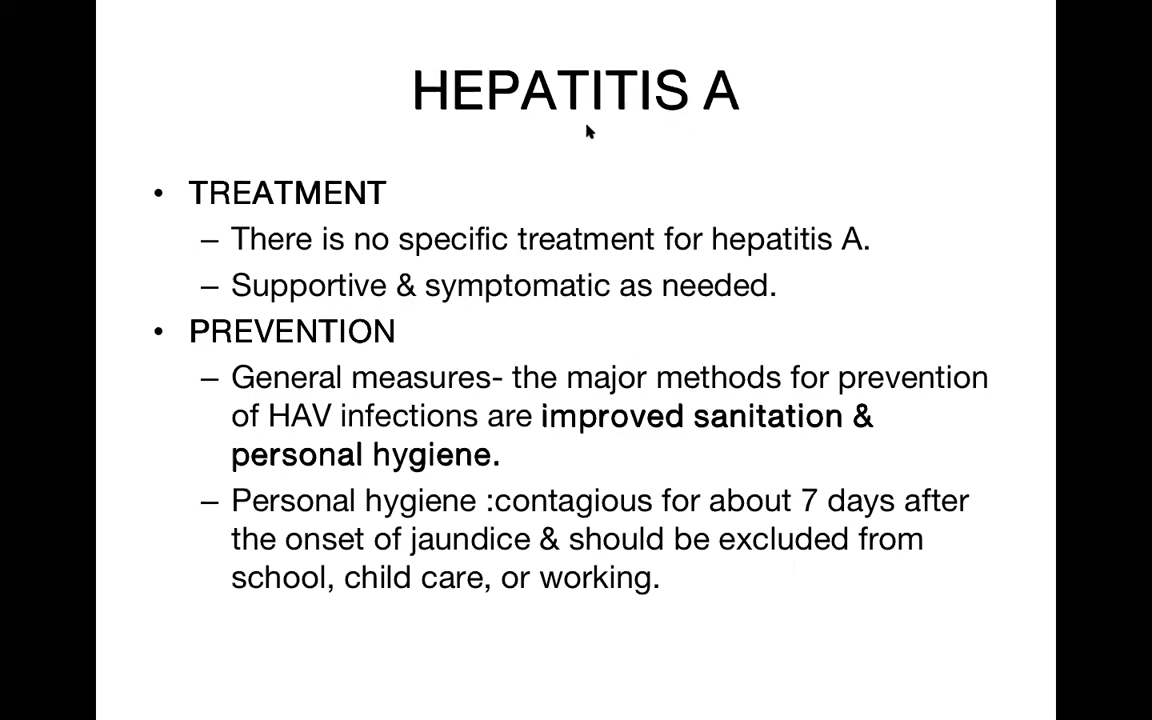 HEPATITIS A
• TREATMENT
– There is no specific treatment for hepatitis A.
– Supportive & symptomatic as needed.
• PREVENTION
– General measures- the major methods for prevention
of HAV infections are improved sanitation &
personal hygiene.
– Personal hygiene :contagious for about 7 days after
the onset of jaundice & should be excluded from
school, child care, or working.